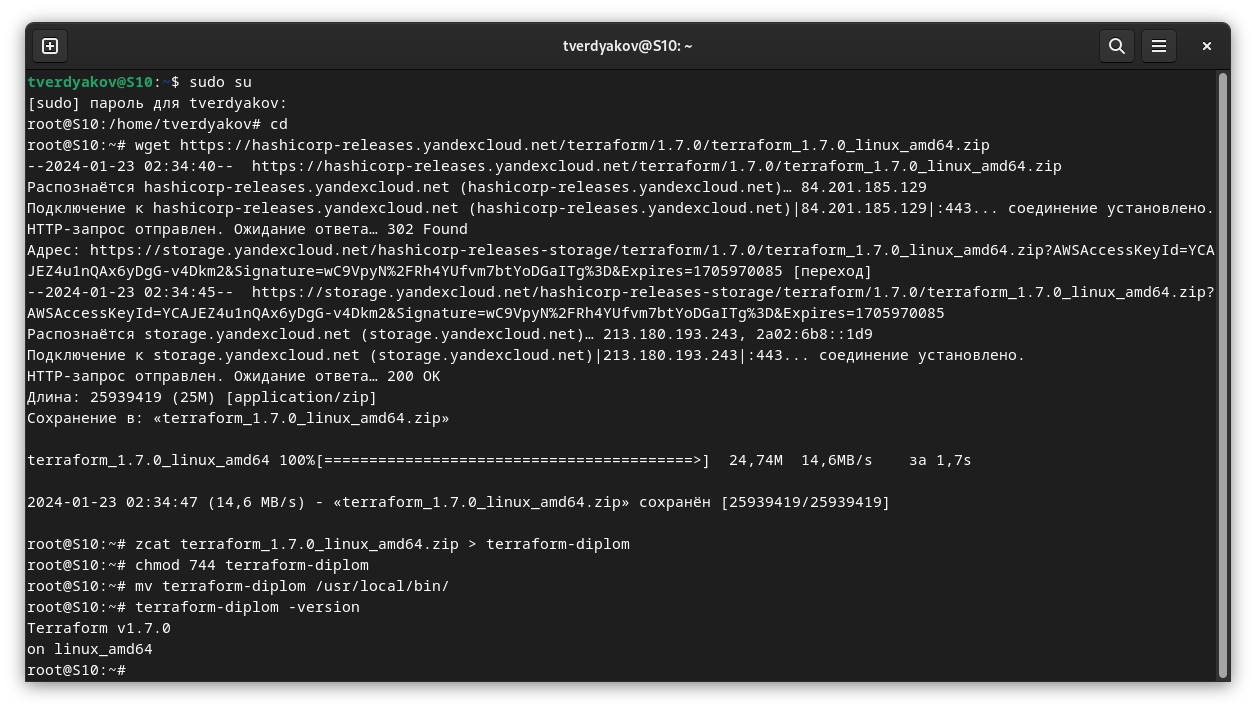 tverdyakov@S10: ~
tverdyakov@S10:~$ sudo su
[sudo] пароль для tverdyakov:
root@S10:/home/tverdyakov# cd
root@S10:~# wget https://hashicorp-releases.yandexcloud.net/terraform/1.7.0/terraform_1.7.0_linux_amd64.zip
--2024-01-23 02:34:40--  https://hashicorp-releases.yandexcloud.net/terraform/1.7.0/terraform_1.7.0_linux_amd64.zip
Распознаётся hashicorp-releases.yandexcloud.net (hashicorp-releases.yandexcloud.net)… 84.201.185.129
Подключение к hashicorp-releases.yandexcloud.net (hashicorp-releases.yandexcloud.net)|84.201.185.129|:443... соединение установлено.
HTTP-запрос отправлен. Ожидание ответа… 302 Found
Адрес: https://storage.yandexcloud.net/hashicorp-releases-storage/terraform/1.7.0/terraform_1.7.0_linux_amd64.zip?AWSAccessKeyId=YCA
JEZ4u1nQAx6yDgG-v4Dkm2&Signature=wC9VpyN%2FRh4YUfvm7btYoDGaITg%3D&Expires=1705970085 [переход]
--2024-01-23 02:34:45--  https://storage.yandexcloud.net/hashicorp-releases-storage/terraform/1.7.0/terraform_1.7.0_linux_amd64.zip?
AWSAccessKeyId=YCAJEZ4u1nQAx6yDgG-v4Dkm2&Signature=wC9VpyN%2FRh4YUfvm7btYoDGaITg%3D&Expires=1705970085
Распознаётся storage.yandexcloud.net (storage.yandexcloud.net)… 213.180.193.243, 2a02:6b8::1d9
Подключение к storage.yandexcloud.net (storage.yandexcloud.net)|213.180.193.243|:443... соединение установлено.
HTTP-запрос отправлен. Ожидание ответа… 200 OK
Длина: 25939419 (25M) [application/zip]
Сохранение в: «terraform_1.7.0_linux_amd64.zip»
terraform_1.7.0_linux_amd64 100%[=========================================>]  24,74M  14,6MB/s    за 1,7s
2024-01-23 02:34:47 (14,6 MB/s) - «terraform_1.7.0_linux_amd64.zip» сохранён [25939419/25939419]
root@S10:~# zcat terraform_1.7.0_linux_amd64.zip > terraform-diplom
root@S10:~# chmod 744 terraform-diplom
root@S10:~# mv terraform-diplom /usr/local/bin/
root@S10:~# terraform-diplom -version
Terraform v1.7.0
on linux_amd64
root@S10:~#